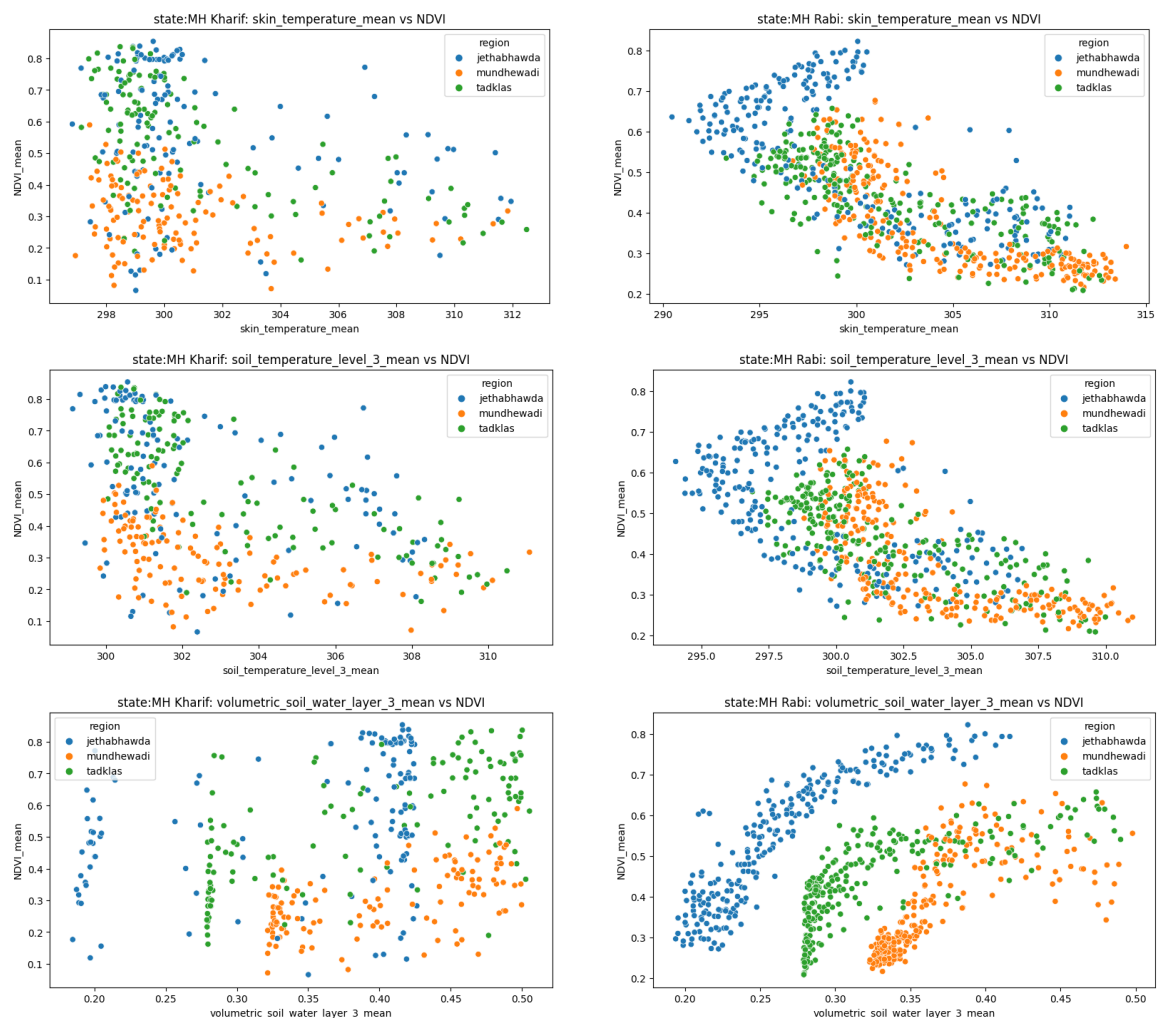 state:MH Kharif: skin_temperature_mean vs NDVI
NDVI_mean
0.8
0.7
0.6
0.5
0.4
0.3
0.2
0.1
region
jethabhawda
mundhewadi
tadklas
298 300 302 304 306 308 310 312
skin_temperature_mean
state:MH Rabi: skin_temperature_mean vs NDVI
NDVI_mean
0.8
0.7
0.6
0.5
0.4
0.3
0.2
region
jethabhawda
mundhewadi
tadklas
290 295 300 305 310 315
skin_temperature_mean
state:MH Kharif: soil_temperature_level_3_mean vs NDVI
NDVI_mean
0.8
0.7
0.6
0.5
0.4
0.3
0.2
0.1
region
jethabhawda
mundhewadi
tadklas
300 302 304 306 308 310
soil_temperature_level_3_mean
state:MH Rabi: soil_temperature_level_3_mean vs NDVI
NDVI_mean
0.8
0.7
0.6
0.5
0.4
0.3
0.2
region
jethabhawda
mundhewadi
tadklas
295.0 297.5 300.0 302.5 305.0 307.5 310.0
soil_temperature_level_3_mean
state:MH Kharif: volumetric_soil_water_layer_3_mean vs NDVI
NDVI_mean
0.8
0.7
0.6
0.5
0.4
0.3
0.2
0.1
region
jethabhawda
mundhewadi
tadklas
0.20 0.25 0.30 0.35 0.40 0.45 0.50
volumetric_soil_water_layer_3_mean
state:MH Rabi: volumetric_soil_water_layer_3_mean vs NDVI
NDVI_mean
0.8
0.7
0.6
0.5
0.4
0.3
0.2
region
jethabhawda
mundhewadi
tadklas
0.20 0.25 0.30 0.35 0.40 0.45 0.50
volumetric_soil_water_layer_3_mean